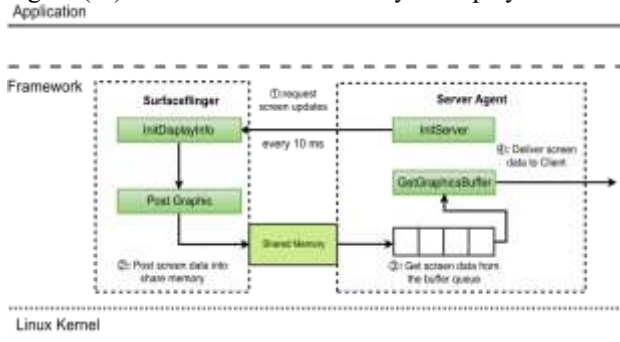 Application
Framework
Surfaceflinger
①:request
screen updates
Server Agent
InitDisplayInfo
InitServer
every 10 ms
④: Deliver screen
data to Client
GetGraphicsBuffer
Post Graphic
Shared Memory
②: Post screen data into
share memory
③: Get screen data from
the buffer queue
Linux Kernel